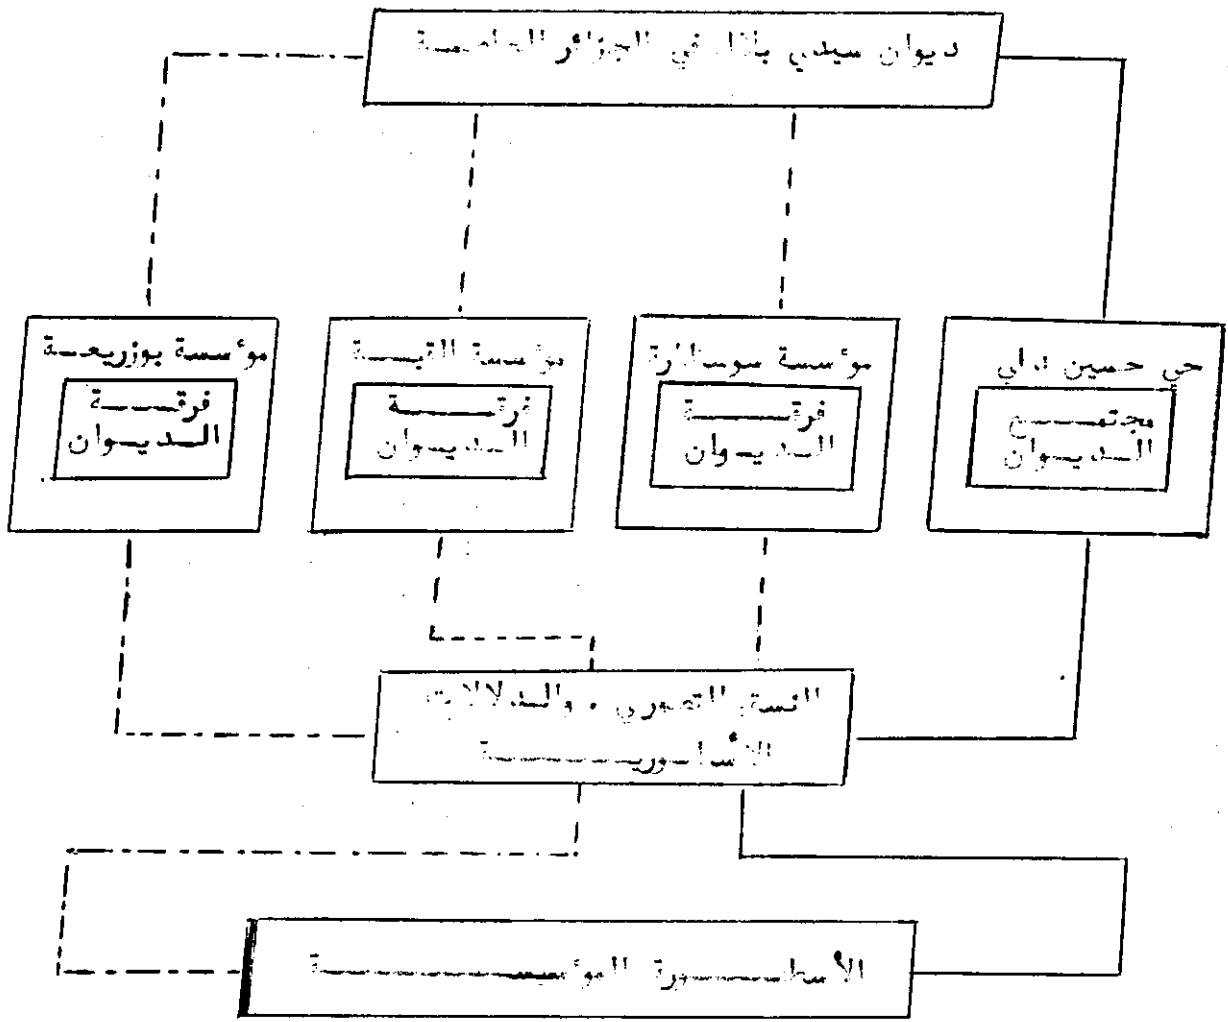 ديوان سيدي بلال في الجزائر العاصمة
حي حسين داي
مجتمع
الديوان
مؤسسة سوسطارة
فرقة
الديوان
مؤسسة القبة
فرقة
الديوان
مؤسسة بوزريعة
فرقة
الديوان
النسق التصوري ، والدلالات
الأسطورية
الأسطورة المؤسسة